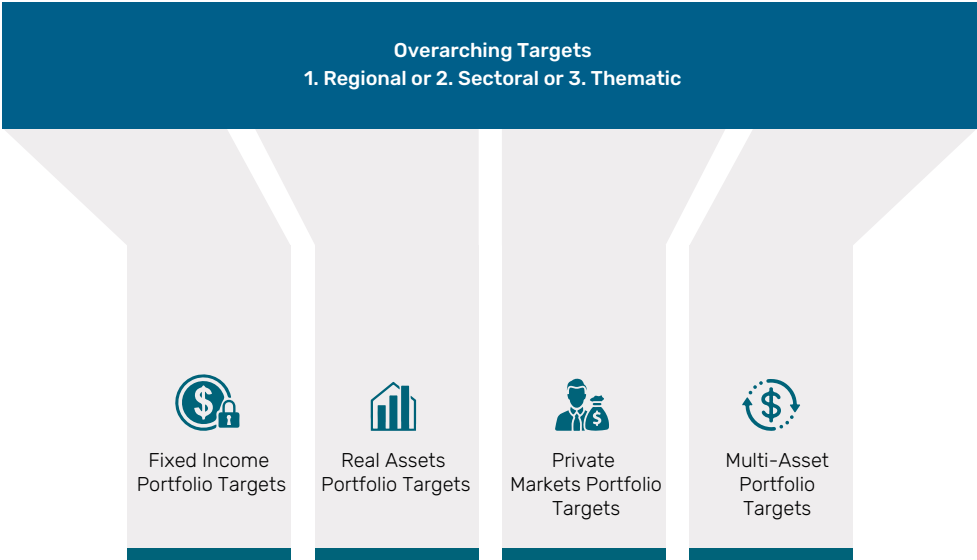 Overarching Targets
1. Regional or 2. Sectoral or 3. Thematic
$
Fixed Income
Portfolio Targets
Real Assets
Portfolio Targets
$
Private
Markets Portfolio
Targets
$
Multi-Asset
Portfolio
Targets